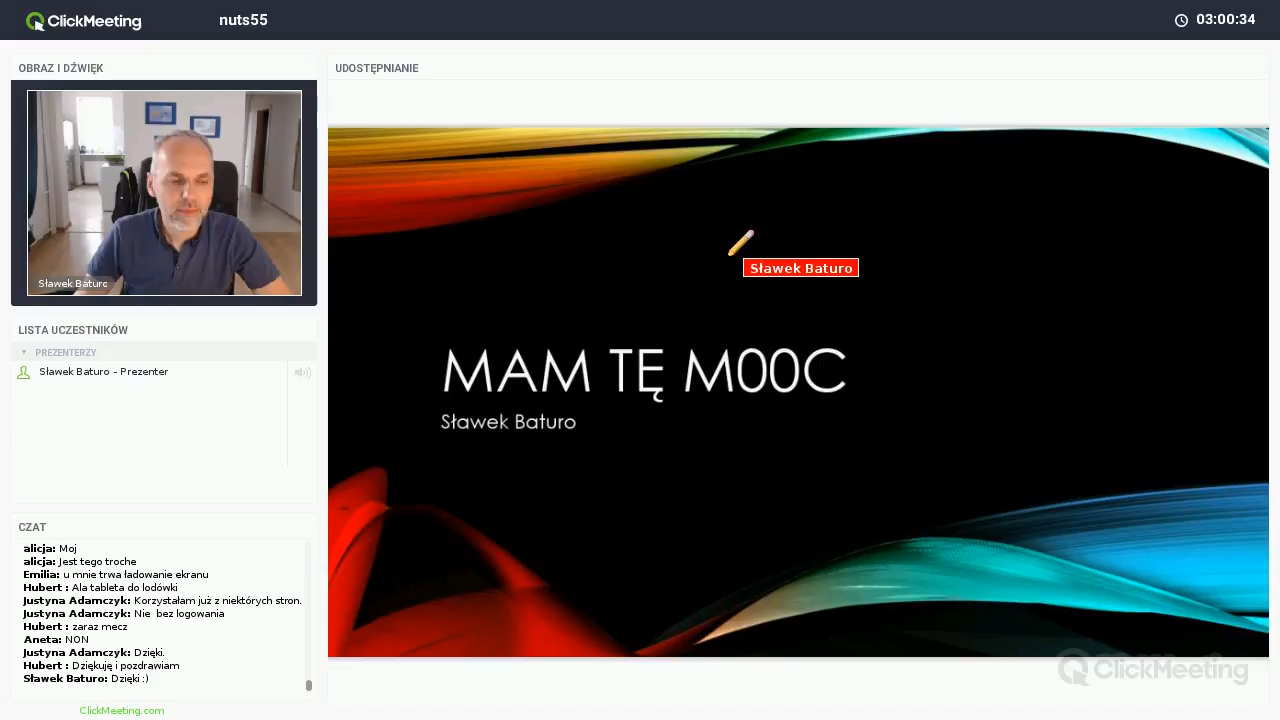 ClickMeeting
nuts55
03:00:34
OBRAZ I DŹWIĘK
UDOSTĘPNIANIE
Sławek Baturo
Sławek Baturo
MAM TĘ M00C
Sławek Baturo
LISTA UCZESTNIKÓW
PREZENTERZY
Sławek Baturo - Prezenter
CZAT
alicja: Moj
alicja: Jest tego troche
Emilia: u mnie trwa ładowanie ekranu
Hubert : Ala tableta do lodówki
Justyna Adamczyk: Korzystałam już z niektórych stron.
Justyna Adamczyk: Nie bez logowania
Hubert : zaraz mecz
Aneta: NON
Justyna Adamczyk: Dzięki.
Hubert : Dziękuję i pozdrawiam
Sławek Baturo: Dzięki :)
ClickMeeting
ClickMeeting.com